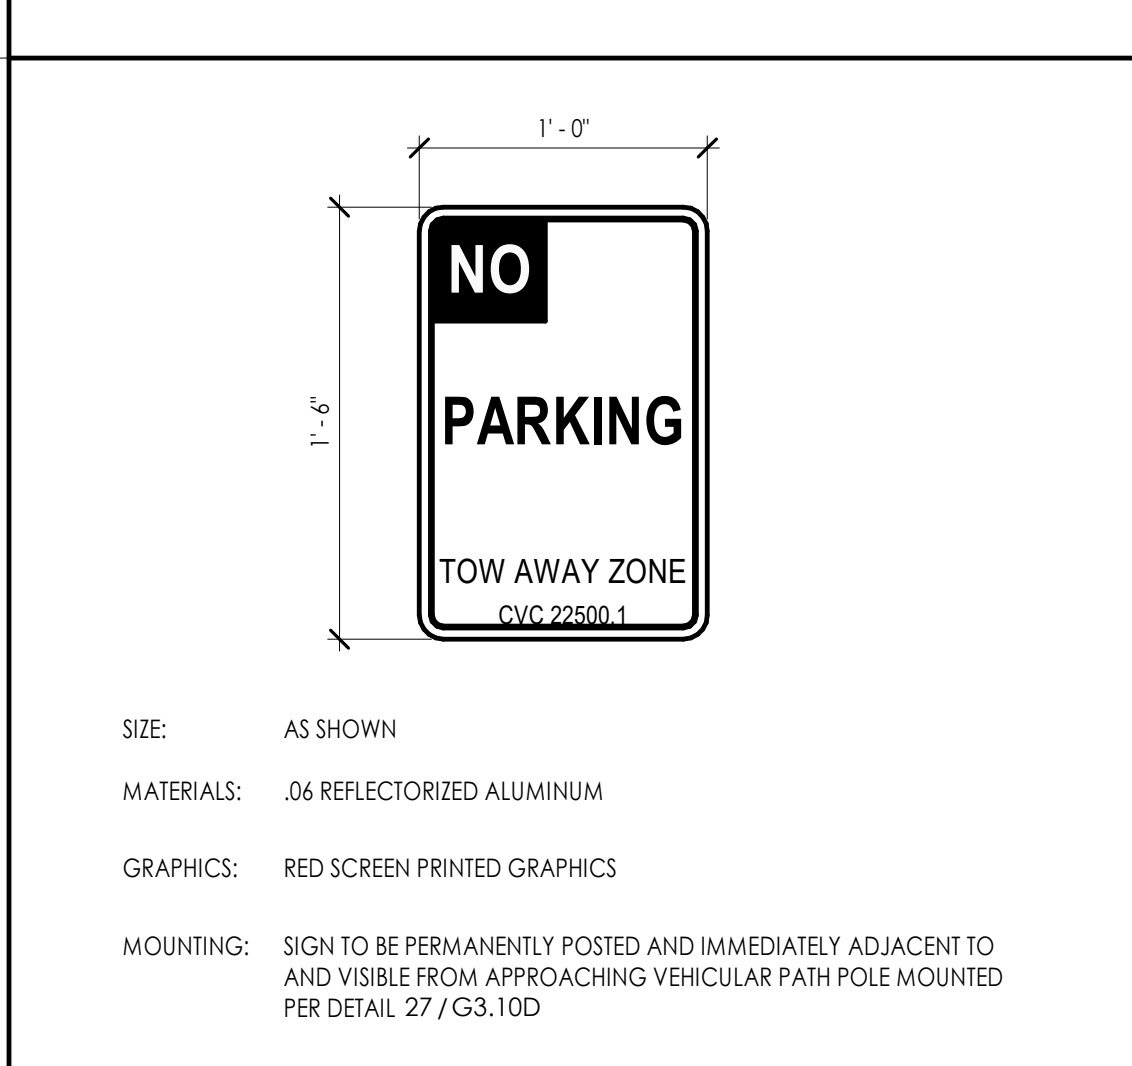 1' - 0"
1' - 6"
NO
PARKING
TOW AWAY ZONE
CVC 22500.1
SIZE: AS SHOWN
MATERIALS: .06 REFLECTORIZED ALUMINUM
GRAPHICS: RED SCREEN PRINTED GRAPHICS
MOUNTING: SIGN TO BE PERMANENTLY POSTED AND IMMEDIATELY ADJACENT TO
AND VISIBLE FROM APPROACHING VEHICULAR PATH POLE MOUNTED
PER DETAIL 27 / G3.10D